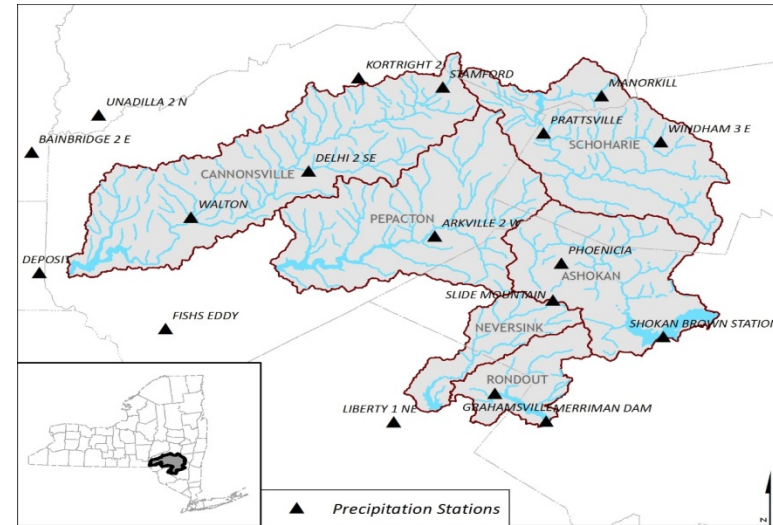 KORTRIGHT 2
STAMFORD
MANORKILL
UNADILLA 2 N
PRATTSVILLE
WINDHAM 3 E
BAINBRIDGE 2 E
SCHOHARIE
DELHI 2 SE
CANNONSVILLE
WALTON
PEPACTON
ARKVILLE 2 W
PHOENICIA
DEPOSIT
ASHOKAN
SLIDE MOUNTAIN
FISHS EDDY
NEVERSINK
SHOKAN BROWN STATION
RONDOUT
LIBERTY 1 NE
GRAHAMSVILLE
MERRIMAN DAM
Precipitation Stations
N